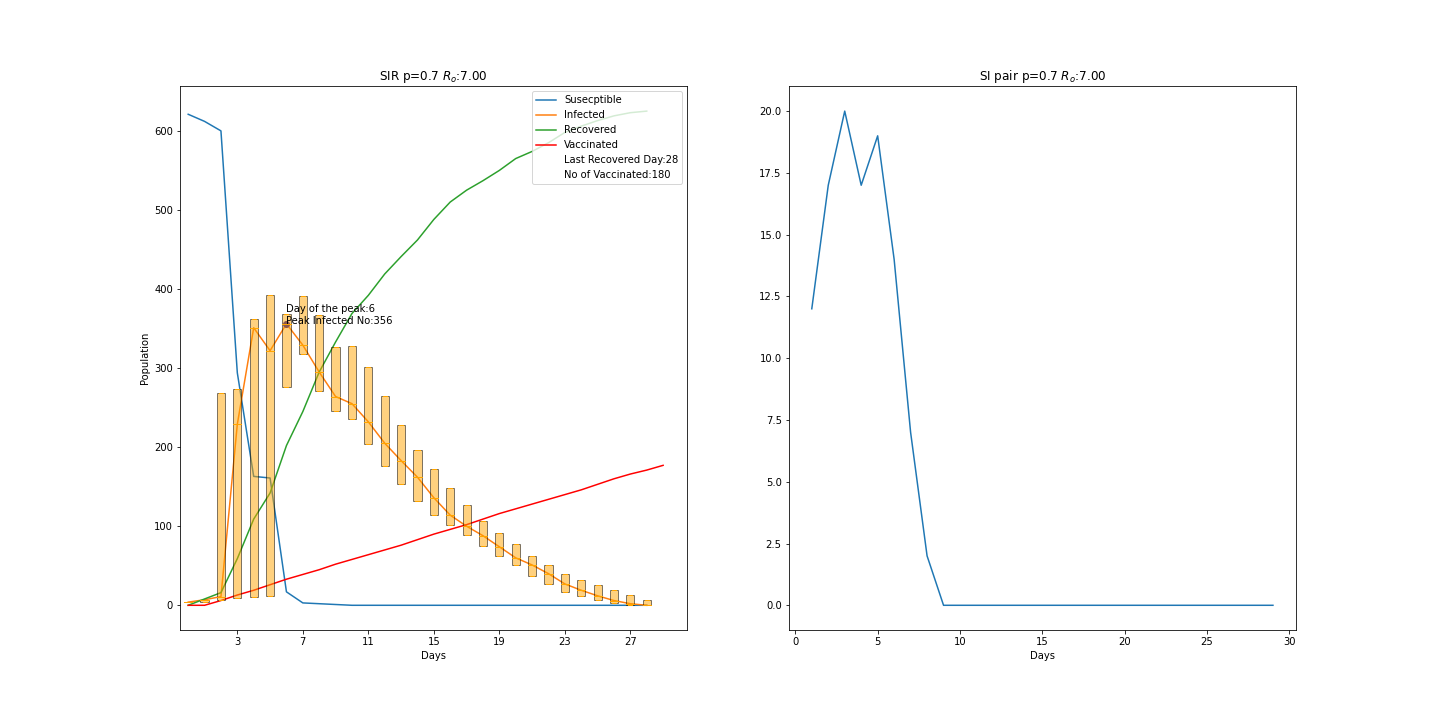 SIR p=0.7 Rₒ:7.00
Susecptible
Infected
Recovered
Vaccinated
Last Recovered Day:28
No of Vaccinated:180
Day of the peak:6
Peak Infected No:356
Population
600
500
400
300
200
100
0
3 7 11 15 19 23 27
Days
SI pair p=0.7 Rₒ:7.00
20.0
17.5
15.0
12.5
10.0
7.5
5.0
2.5
0.0
0 5 10 15 20 25 30
Days